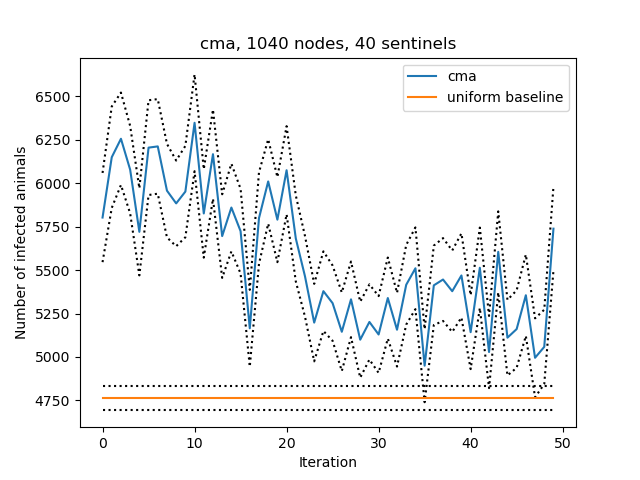 cma, 1040 nodes, 40 sentinels
cma
uniform baseline
Number of infected animals
6500
6250
6000
5750
5500
5250
5000
4750
0 10 20 30 40 50
Iteration